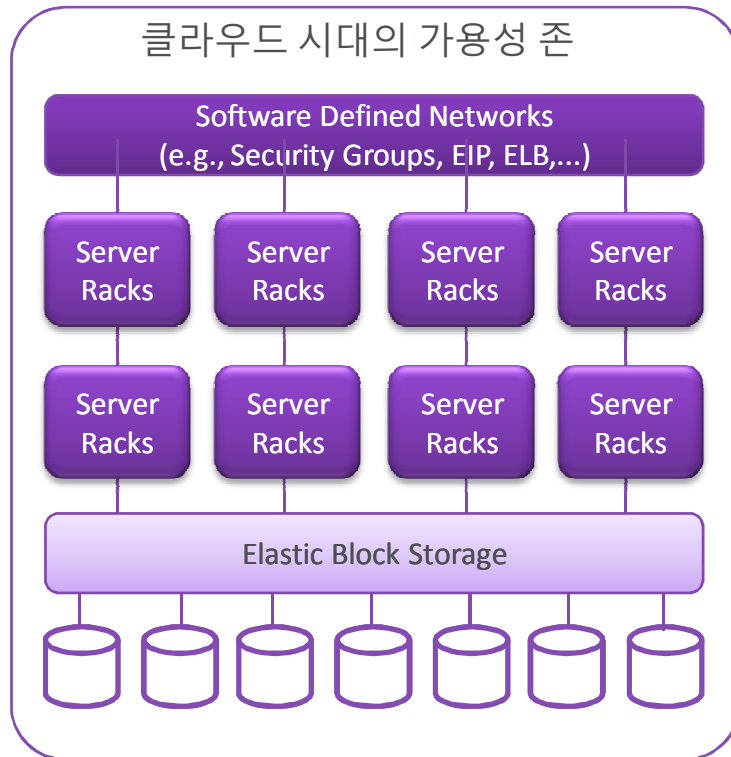 클라우드 시대의 가용성 존
Software Defined Networks
(e.g., Security Groups, EIP, ELB,...)
Server
Racks
Server
Racks
Server
Racks
Server
Racks
Server
Racks
Server
Racks
Server
Racks
Server
Racks
Elastic Block Storage